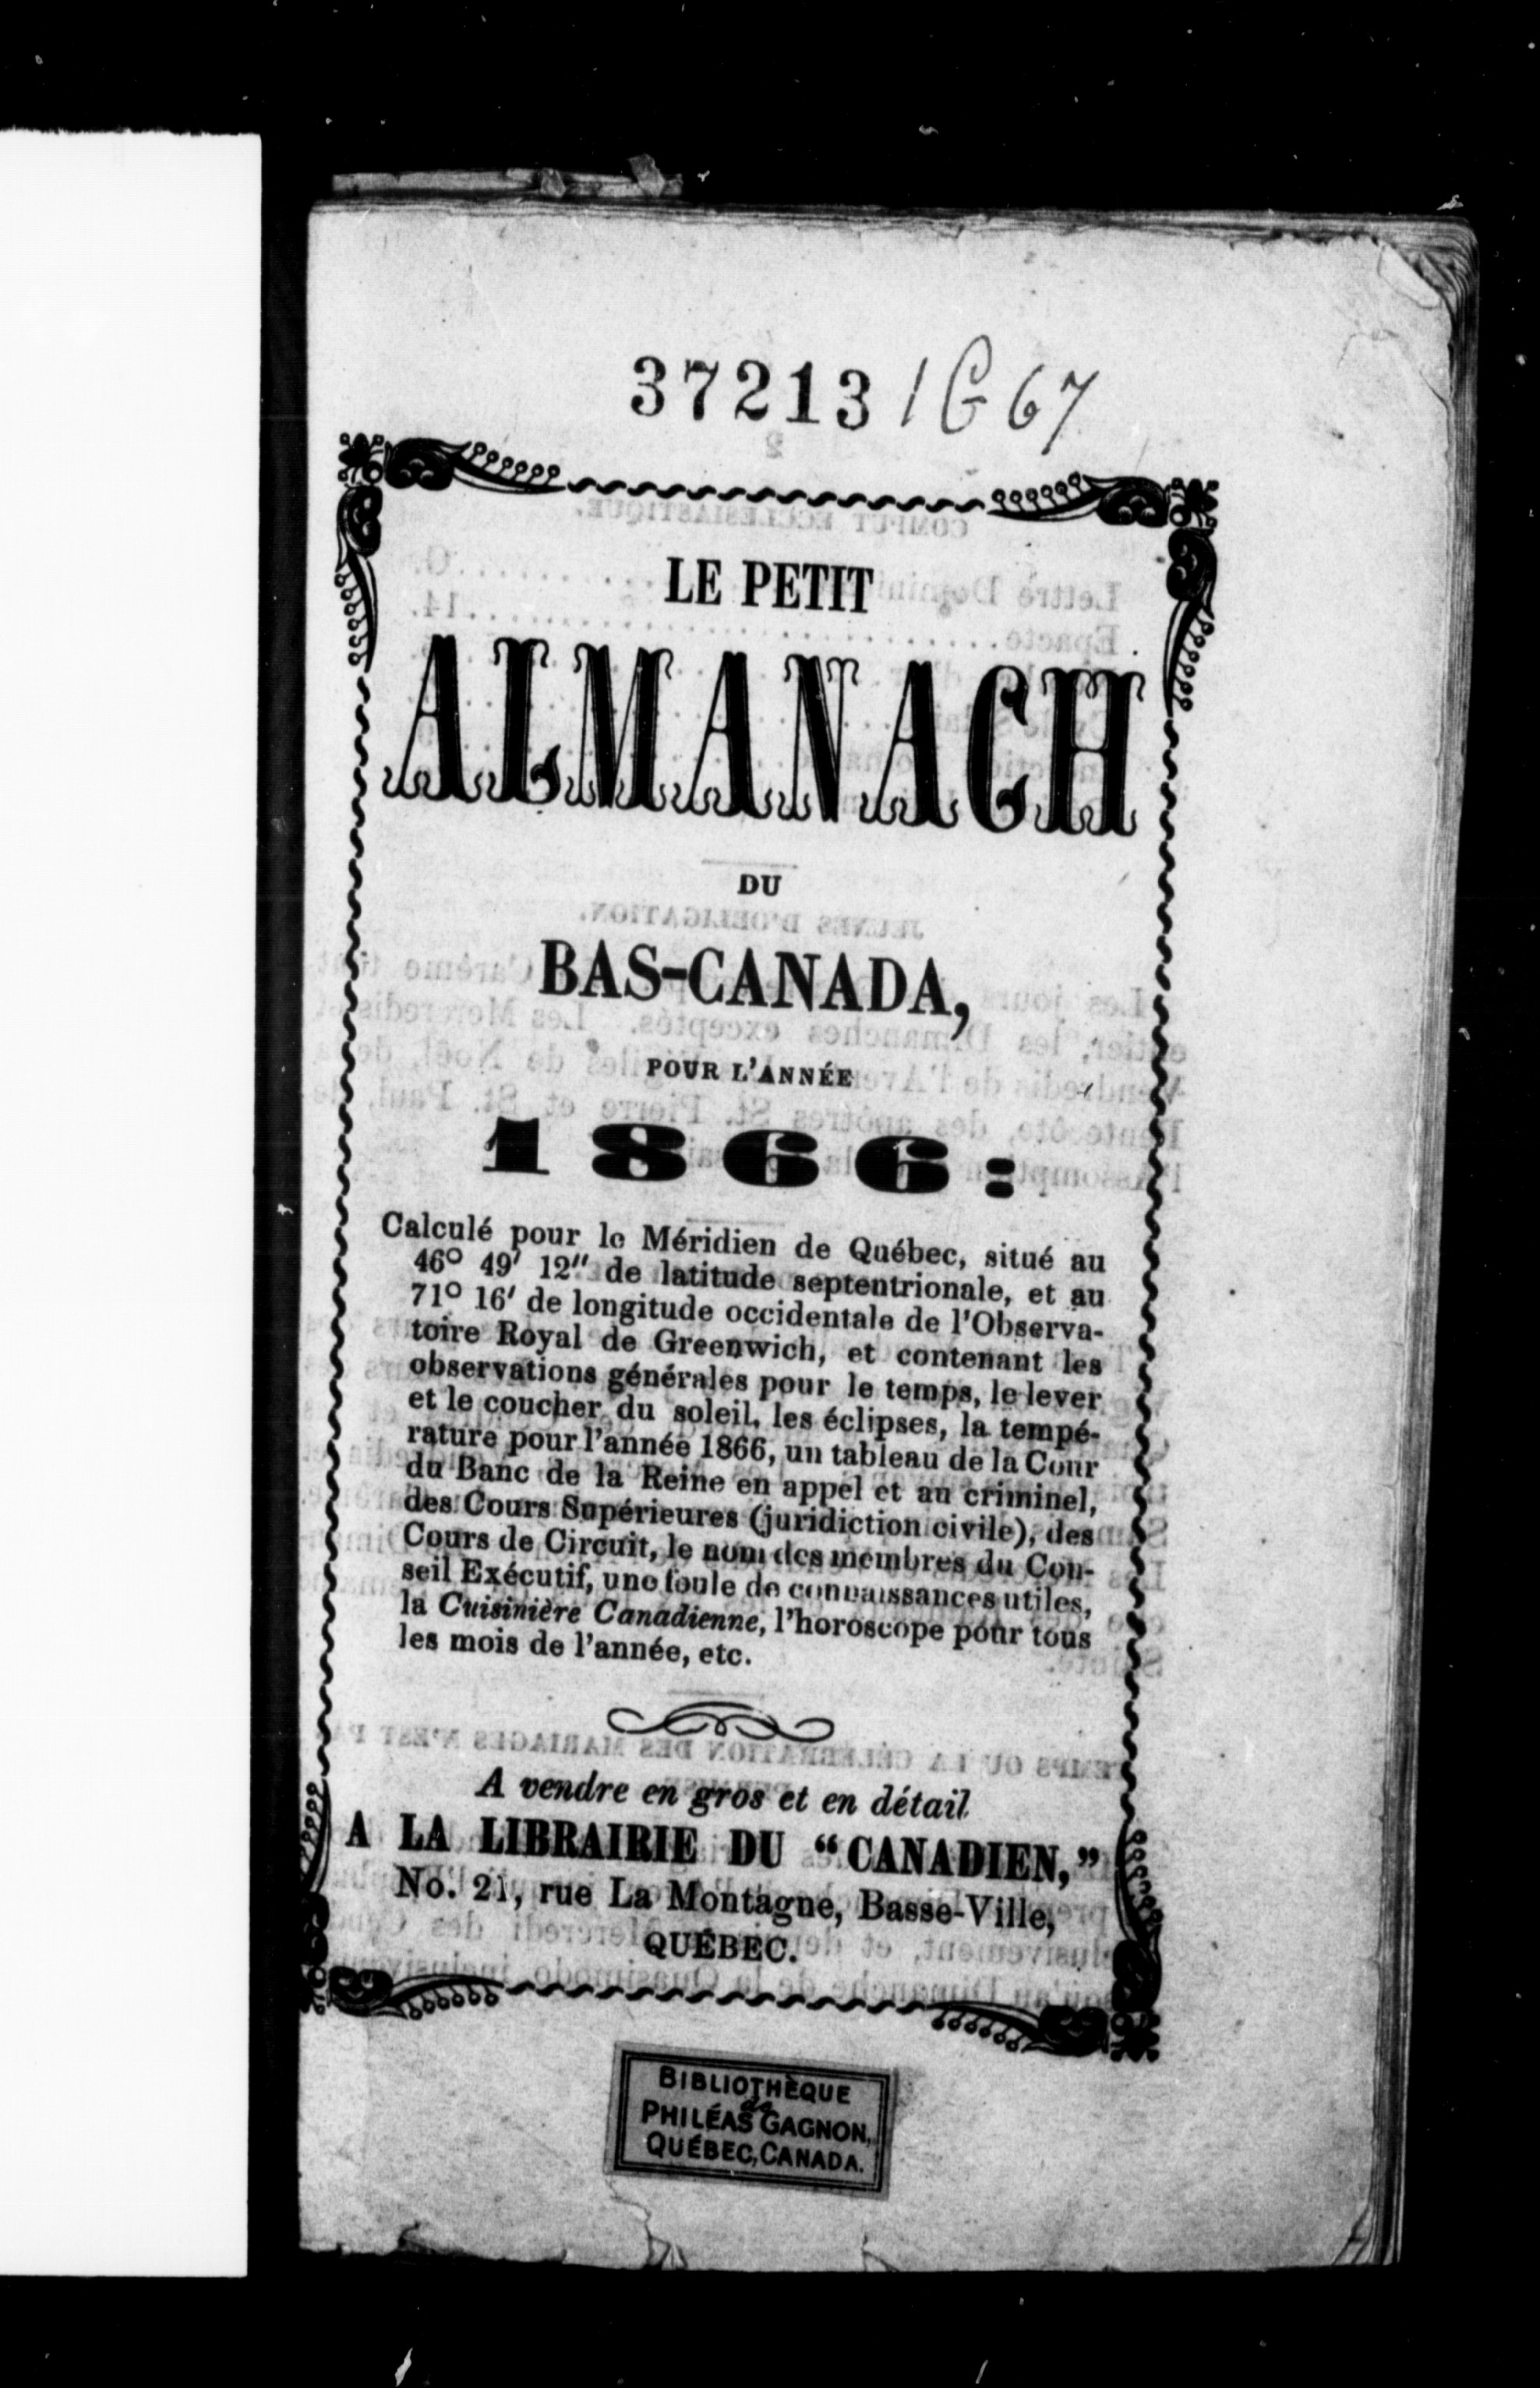 37213 / G 67
LE PETIT
ALMANACH
DU
BAS-CANADA,
POUR L'ANNÉE
1866:
Calculé pour le Méridien de Québec, situé au
46° 49' 12" de latitude septentrionale, et au
71° 16' de longitude occidentale de l'Observa-
toire Royal de Greenwich, et contenant les
observations générales pour le temps, le lever
et le coucher du soleil, les éclipses, la tempé-
rature pour l'année 1866, un tableau de la Cour
du Banc de la Reine en appel et au criminel,
des Cours Supérieures (juridiction civile), des
Cours de Circuit, le nom des membres du Con-
seil Exécutif, une foule de connaissances utiles,
la Cuisinière Canadienne, l'horoscope pour tous
les mois de l'année, etc.
A vendre en gros et en détail
A LA LIBRAIRIE DU "CANADIEN,"
No. 21, rue La Montagne, Basse-Ville,
QUÉBEC.
BIBLIOTHÈQUE
de
PHILÉAS GAGNON,
QUÉBEC, CANADA.